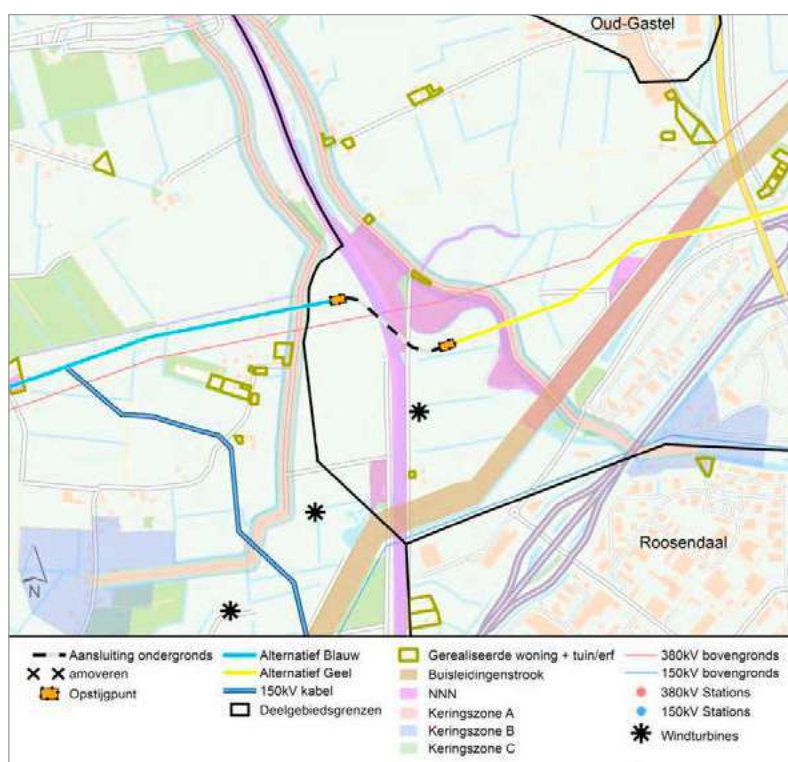 Oud-Gastel
Roosendaal
N
Aansluiting ondergronds
amoveren
Opstijgpunt
Alternatief Blauw
Alternatief Geel
150kV kabel
Deelgebiedsgrenzen
Gerealiseerde woning + tuin/erf
Buisleidingenstrook
NNN
Keringszone A
Keringszone B
Keringszone C
380kV bovengronds
150kV bovengronds
380kV Stations
150kV Stations
Windturbines